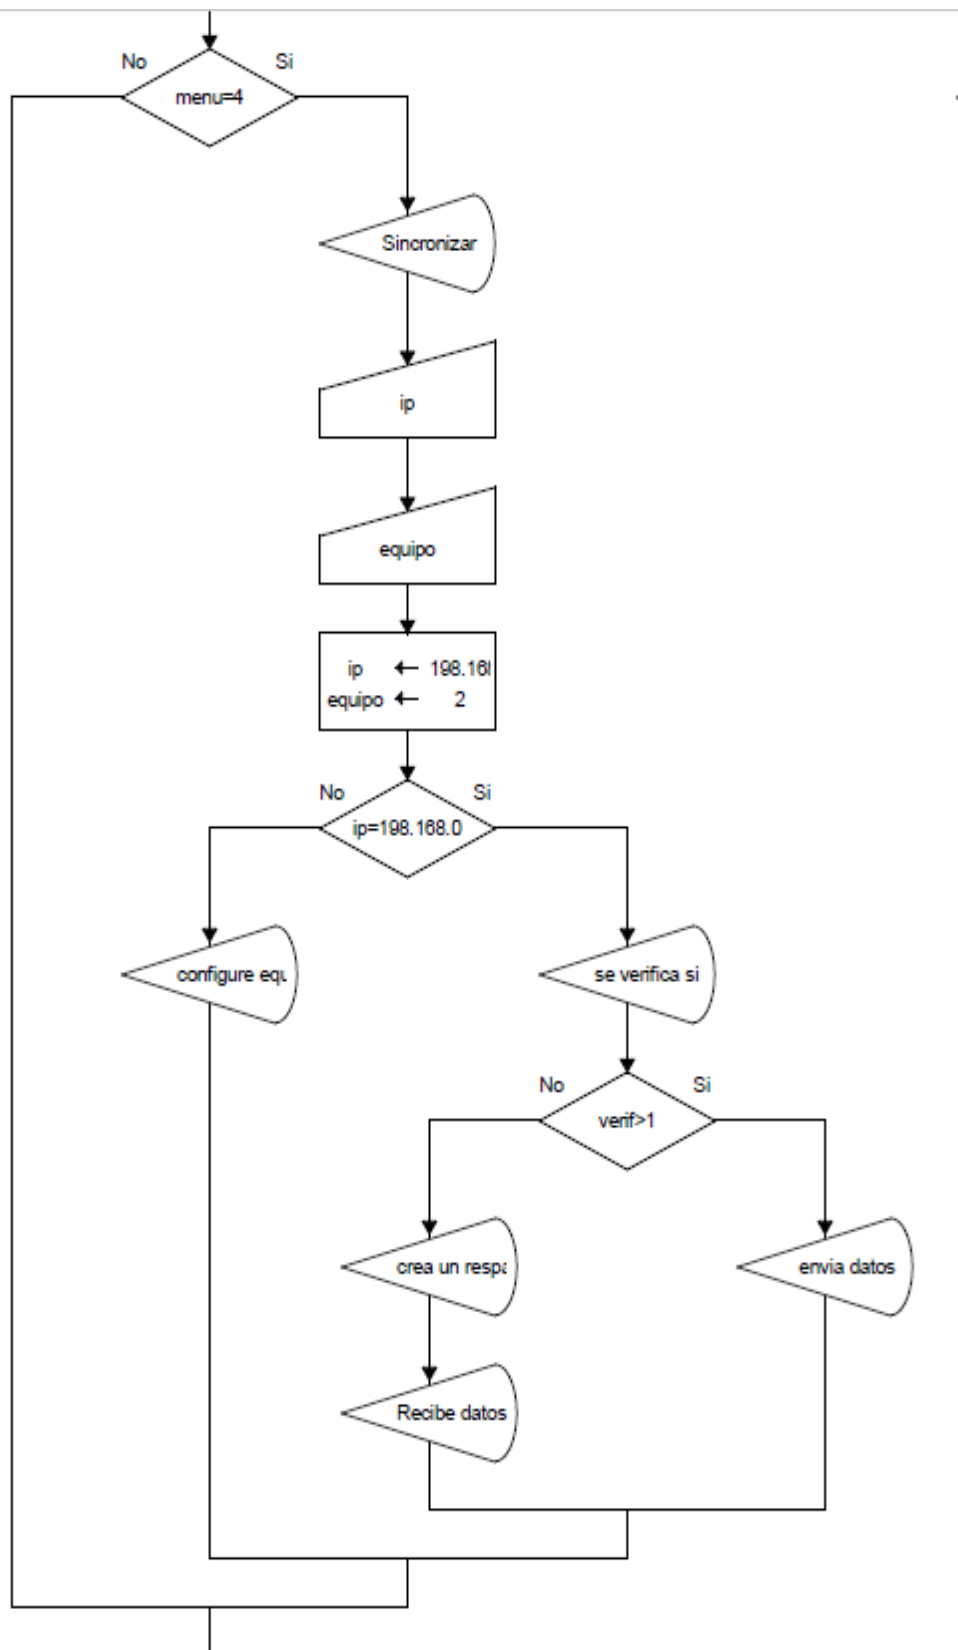 No
Si
menu=4
Sincronizar
ip
equipo
ip ← 198.16
equipo ← 2
No
Si
ip=198.168.0
configure equ
se verifica si
No
Si
verif>1
crea un resp
envia datos
Recibe datos